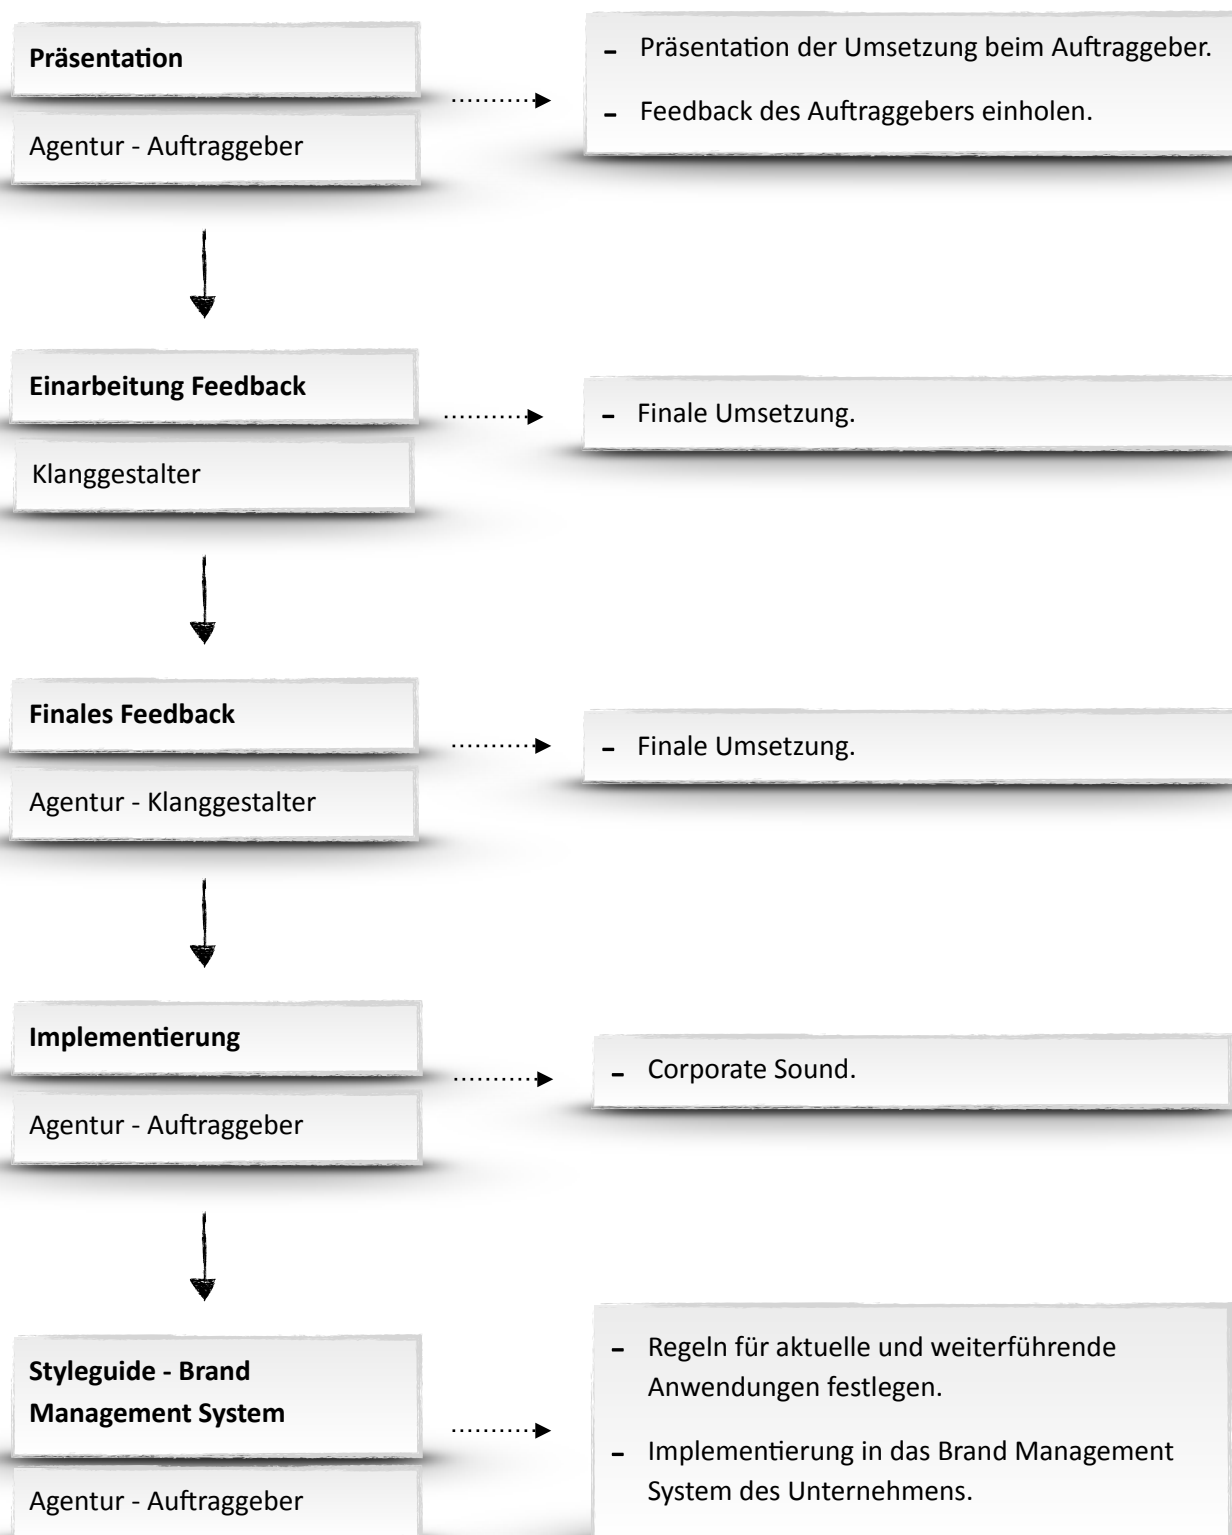 Präsentation
Agentur - Auftraggeber
- Präsentation der Umsetzung beim Auftraggeber.
- Feedback des Auftraggebers einholen.
Einarbeitung Feedback
Klanggestalter
- Finale Umsetzung.
Finales Feedback
Agentur - Klanggestalter
- Finale Umsetzung.
Implementierung
Agentur - Auftraggeber
- Corporate Sound.
Styleguide - Brand
Management System
Agentur - Auftraggeber
- Regeln für aktuelle und weiterführende
Anwendungen festlegen.
- Implementierung in das Brand Management
System des Unternehmens.